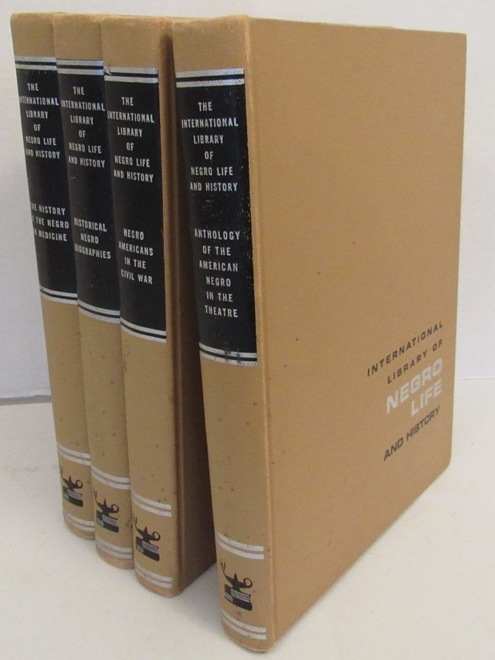 THE
INTERNATIONAL
LIBRARY
OF
NEGRO LIFE
AND HISTORY
THE HISTORY
OF THE NEGRO
IN MEDICINE
THE
INTERNATIONAL
LIBRARY
OF
NEGRO LIFE
AND HISTORY
HISTORICAL
NEGRO
BIOGRAPHIES
THE
INTERNATIONAL
LIBRARY
OF
NEGRO LIFE
AND HISTORY
NEGRO
AMERICANS
IN THE
CIVIL WAR
THE
INTERNATIONAL
LIBRARY
OF
NEGRO LIFE
AND HISTORY
ANTHOLOGY
OF THE
AMERICAN
NEGRO
IN THE
THEATRE
INTERNATIONAL
LIBRARY OF
NEGRO
LIFE
AND HISTORY